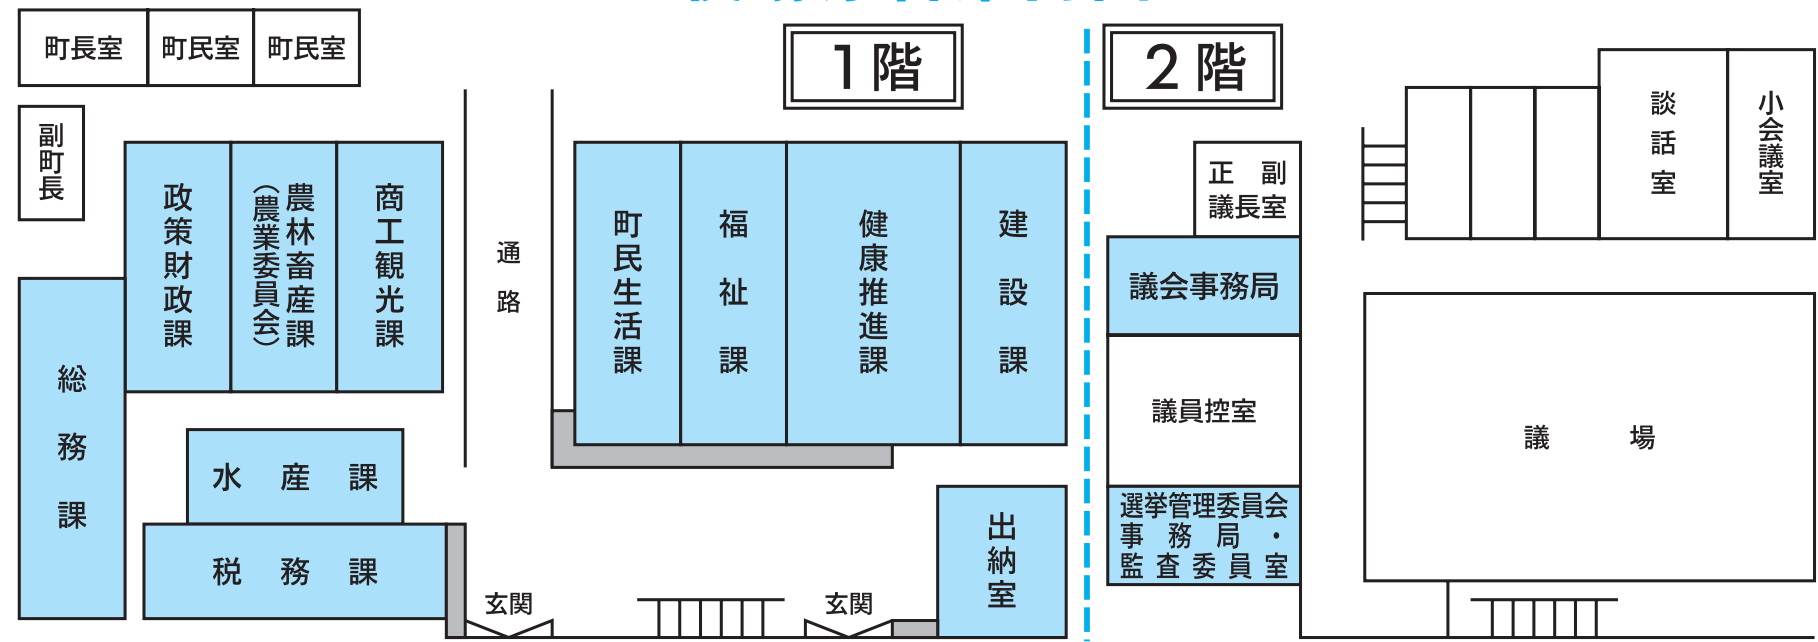 1階
町長室
町民室
町民室
副町長
政策財政課
農林畜産課
(農業委員会)
商工観光課
総務課
水産課
税務課
通路
町民生活課
福祉課
健康推進課
建設課
出納室
玄関
玄関
2階
正副
議長室
議会事務局
議員控室
選挙管理委員会
事務局・
監査委員室
談話室
小会議室
議場